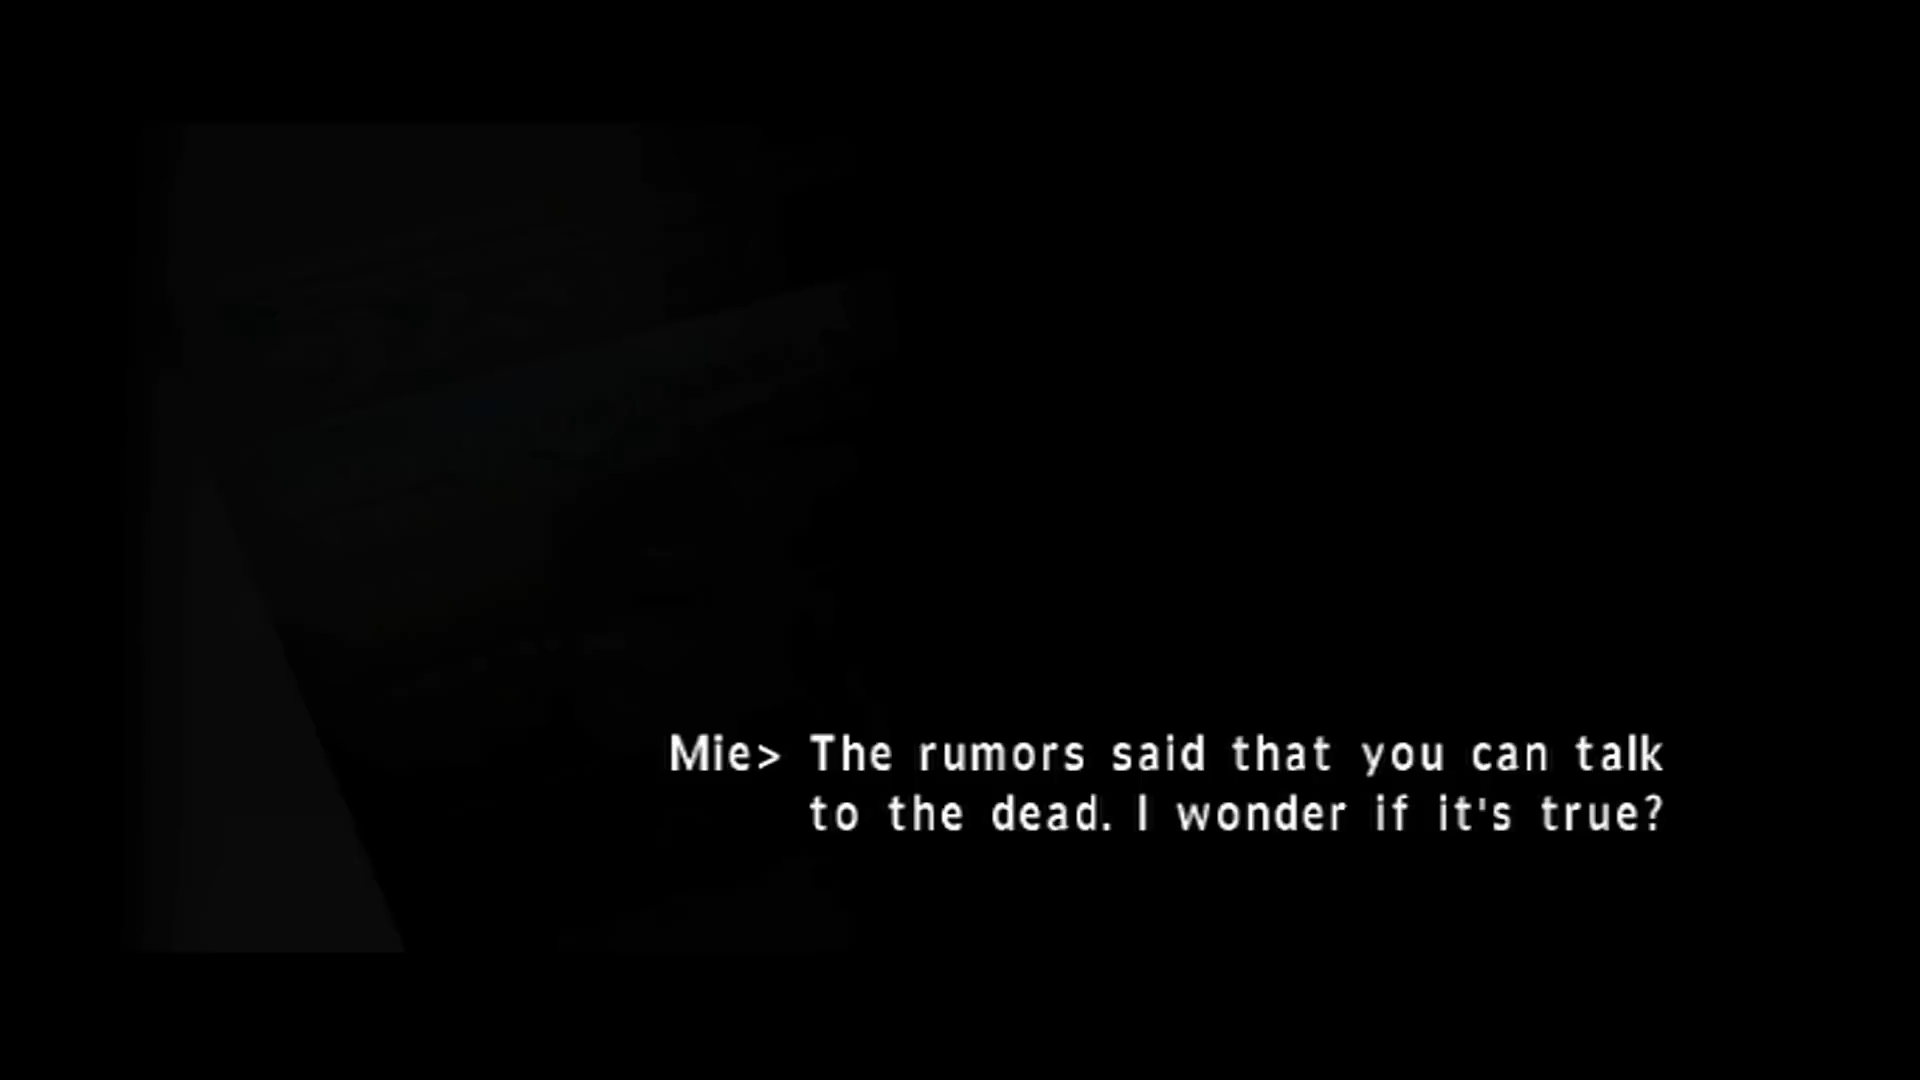 Mie> The rumors said that you can talk
to the dead. I wonder if it's true?